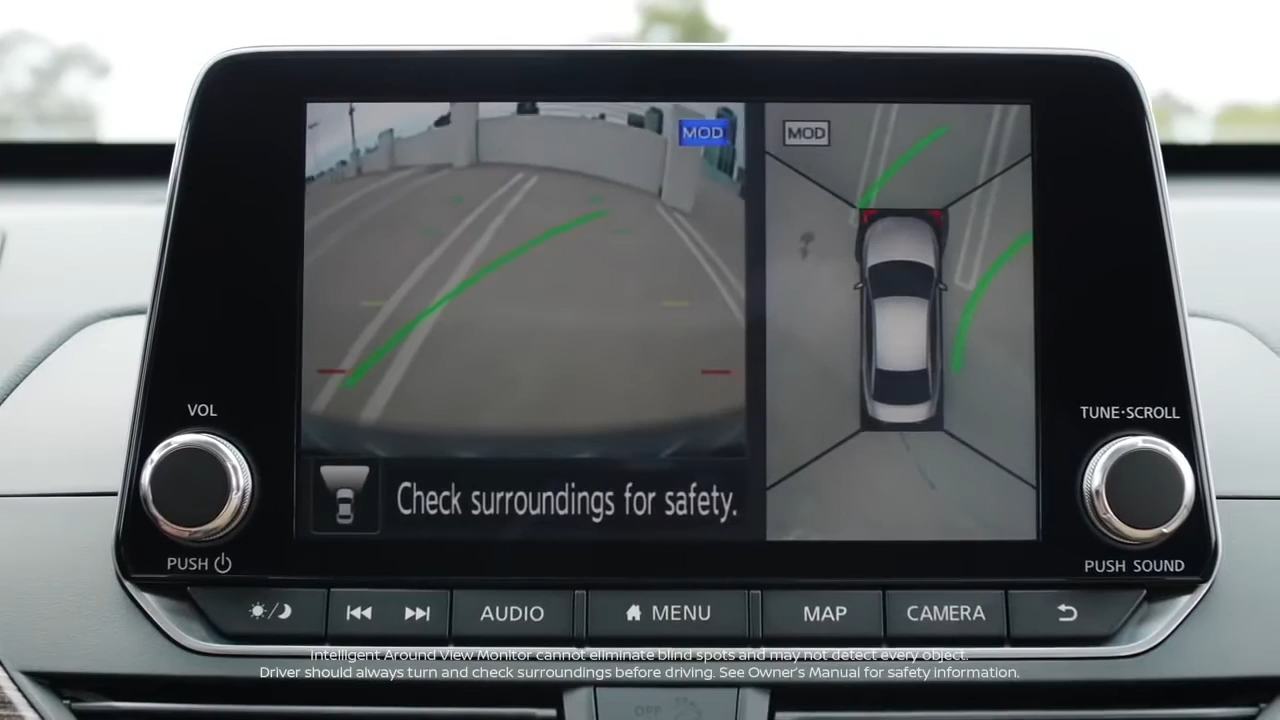 MOD
MOD
VOL
TUNE·SCROLL
Check surroundings for safety.
PUSH
PUSH SOUND
AUDIO
MENU
MAP
CAMERA
Intelligent Around View Monitor cannot eliminate blind spots and may not detect every object.
Driver should always turn and check surroundings before driving. See Owner's Manual for safety information.
OFF